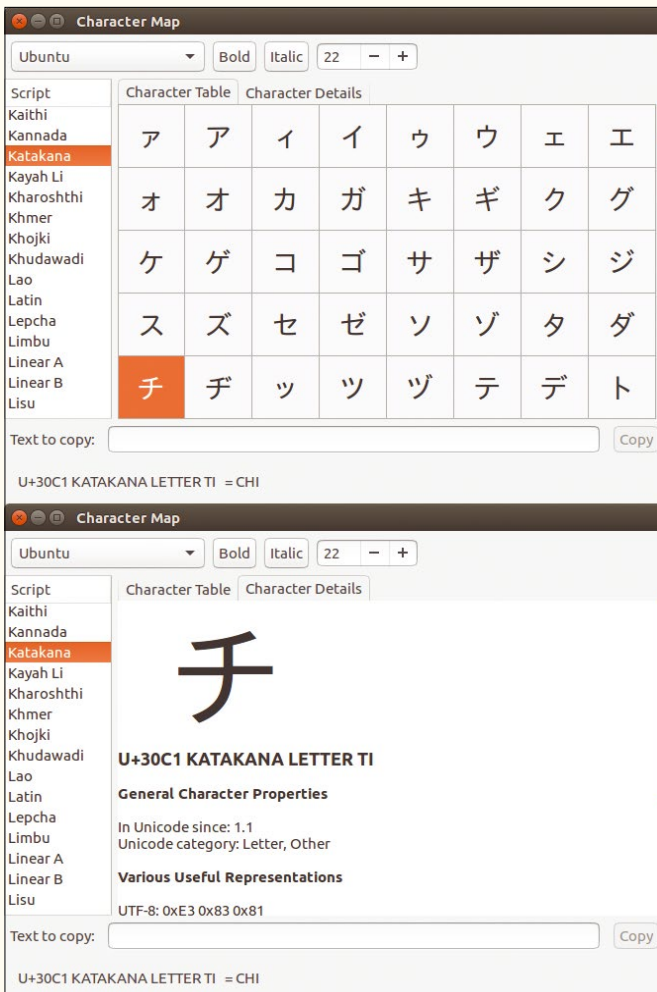 Character Map
Ubuntu Bold Italic 22 − +
Script Character Table Character Details
Kaithi
Kannada
Katakana
Kayah Li
Kharoshthi
Khmer
Khojki
Khudawadi
Lao
Latin
Lepcha
Limbu
Linear A
Linear B
Lisu
ァ ア ィ イ ゥ ウ ェ エ
ォ オ カ ガ キ ギ ク グ
ケ ゲ コ ゴ サ ザ シ ジ
ス ズ セ ゼ ソ ゾ タ ダ
チ ヂ ッ ツ ヅ テ デ ト
Text to copy: Copy
U+30C1 KATAKANA LETTER TI = CHI
Character Map
Ubuntu Bold Italic 22 − +
Script Character Table Character Details
Kaithi
Kannada
Katakana
Kayah Li
Kharoshthi
Khmer
Khojki
Khudawadi
Lao
Latin
Lepcha
Limbu
Linear A
Linear B
Lisu
チ
U+30C1 KATAKANA LETTER TI
General Character Properties
In Unicode since: 1.1
Unicode category: Letter, Other
Various Useful Representations
UTF-8: 0xE3 0x83 0x81
Text to copy: Copy
U+30C1 KATAKANA LETTER TI = CHI